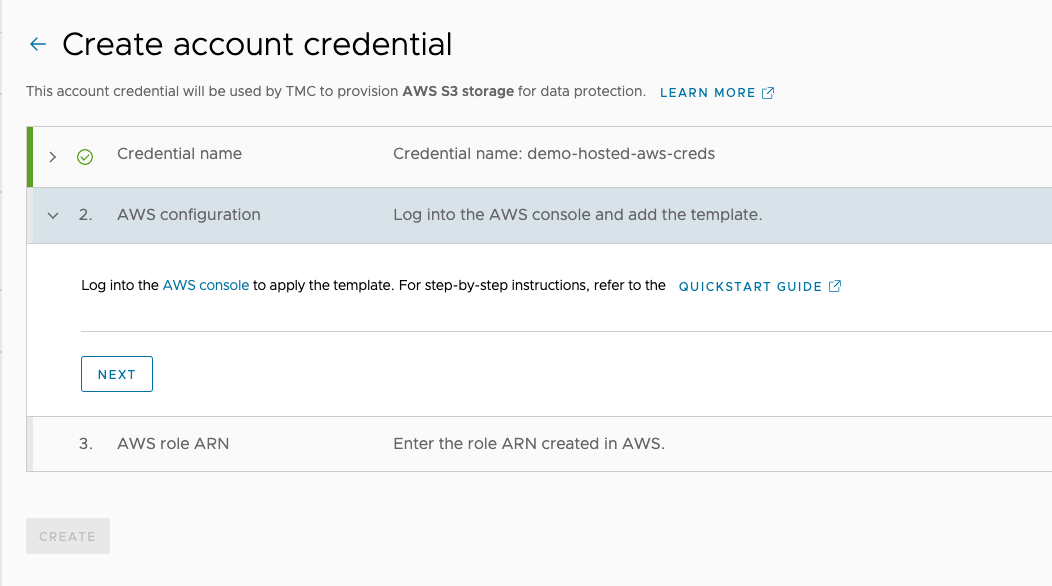 Create account credential
This account credential will be used by TMC to provision AWS S3 storage for data protection. LEARN MORE
Credential name Credential name: demo-hosted-aws-creds
2. AWS configuration Log into the AWS console and add the template.
Log into the AWS console to apply the template. For step-by-step instructions, refer to the QUICKSTART GUIDE
NEXT
3. AWS role ARN Enter the role ARN created in AWS.
CREATE